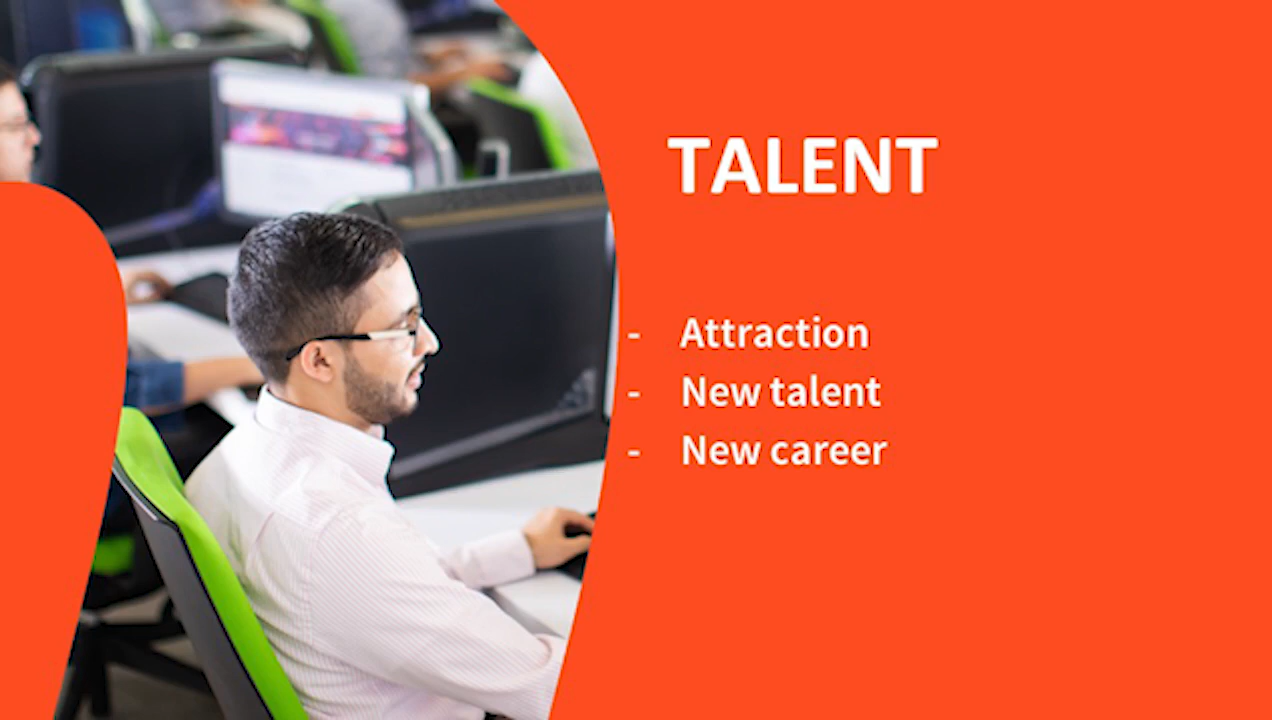 TALENT
- Attraction
- New talent
- New career